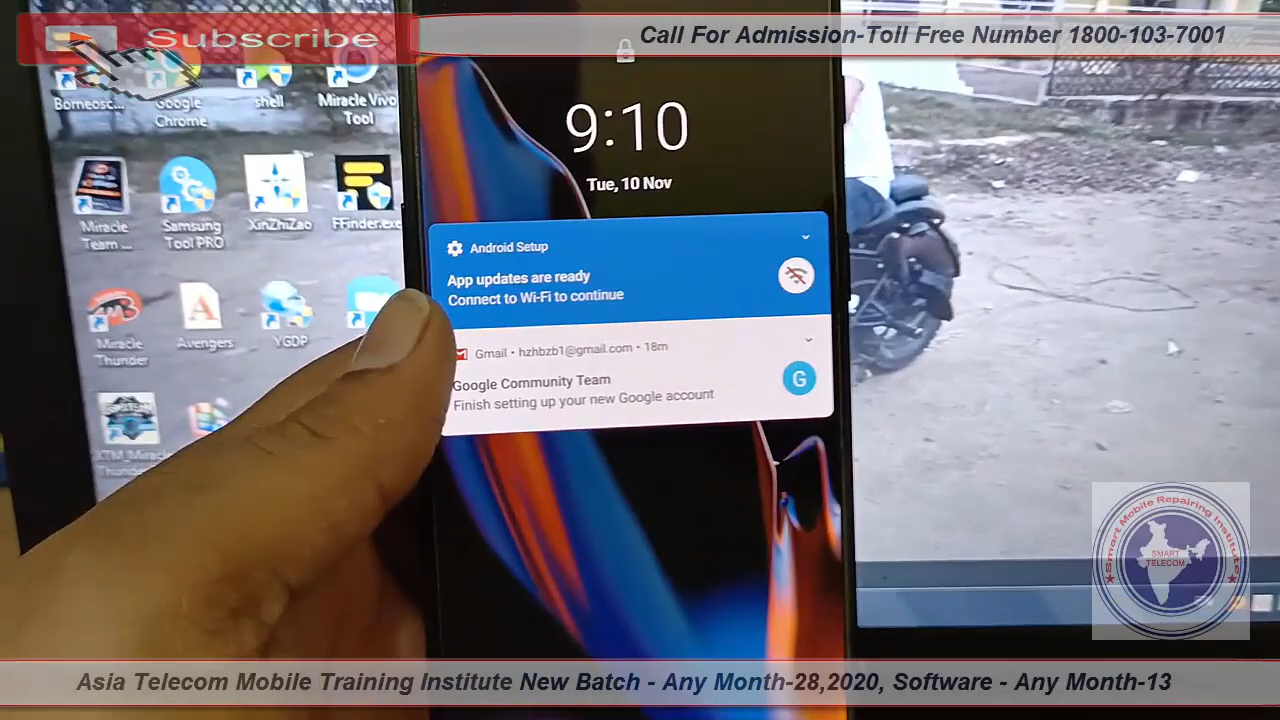 Subscribe
Call For Admission-Toll Free Number 1800-103-7001
Google
Chrome
shell
Miracle Vivo
Tool
Miracle
Team ...
Samsung
Tool PRO
XinZhiZao
FFinder.exe
Miracle
Thunder
Avengers
YGDP
9:10
Tue, 10 Nov
Android Setup
App updates are ready
Connect to Wi-Fi to continue
Gmail • hzhbzb1@gmail.com • 18m
Google Community Team
G
Finish setting up your new Google account
Smart Mobile Repairing Institute
SMART
TELECOM
Asia Telecom Mobile Training Institute New Batch - Any Month-28,2020, Software - Any Month-13